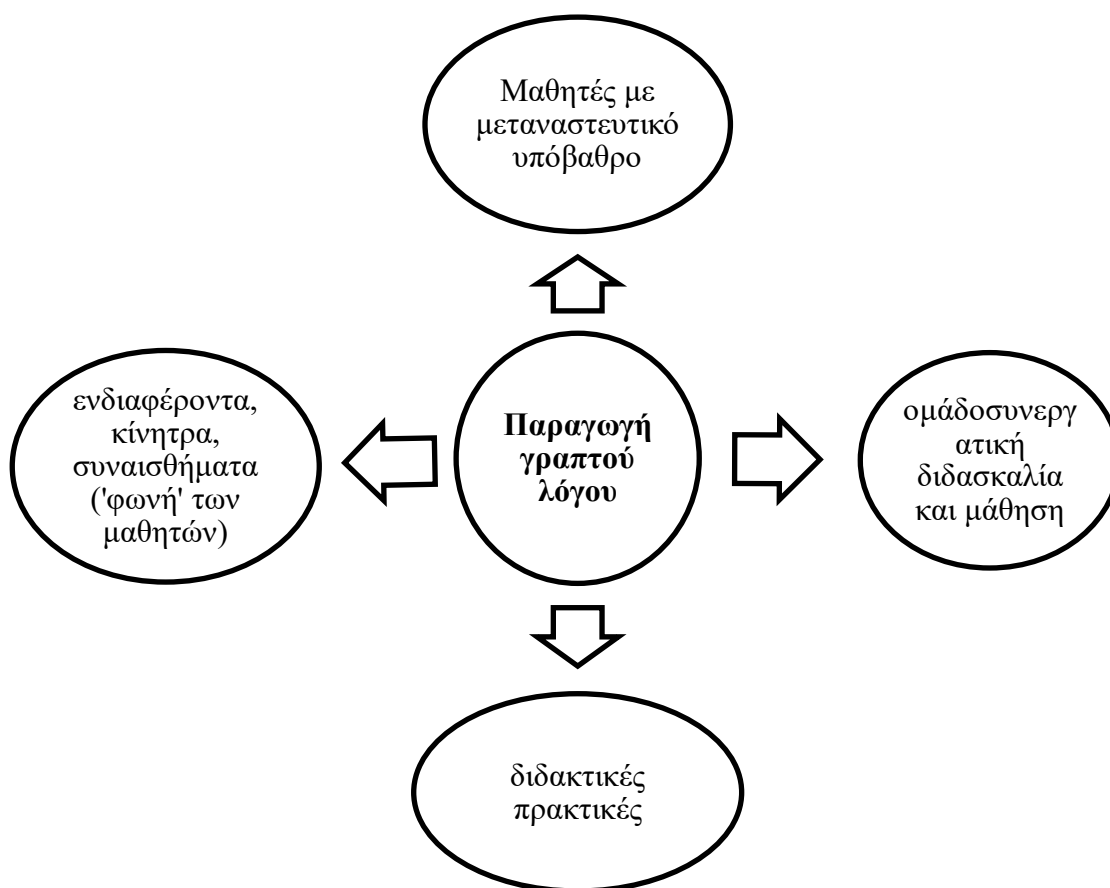 Μαθητές με
μεταναστευτικό
υπόβαθρο
ενδιαφέροντα,
κίνητρα,
συναισθήματα
('φωνή' των
μαθητών)
Παραγωγή
γραπτού
λόγου
ομάδοσυνεργ
ατική
διδασκαλία
και μάθηση
διδακτικές
πρακτικές